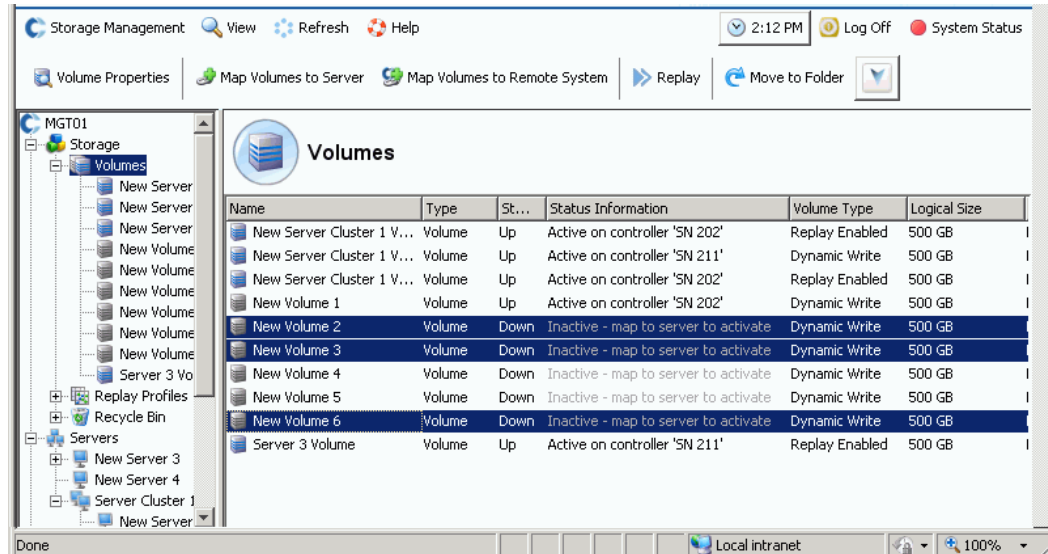 Storage Management View Refresh Help 2:12 PM Log Off System Status
Volume Properties Map Volumes to Server Map Volumes to Remote System Replay Move to Folder
MGT01
Storage
Volumes
New Server
New Server
New Server
New Volume
New Volume
New Volume
New Volume
New Volume
New Volume
Server 3 Vo
Replay Profiles
Recycle Bin
Servers
New Server 3
New Server 4
Server Cluster 1
New Server
Volumes
Name Type St... Status Information Volume Type Logical Size
New Server Cluster 1 V... Volume Up Active on controller 'SN 202' Replay Enabled 500 GB
New Server Cluster 1 V... Volume Up Active on controller 'SN 211' Dynamic Write 500 GB
New Server Cluster 1 V... Volume Up Active on controller 'SN 202' Replay Enabled 500 GB
New Volume 1 Volume Up Active on controller 'SN 202' Dynamic Write 500 GB
New Volume 2 Volume Down Inactive - map to server to activate Dynamic Write 500 GB
New Volume 3 Volume Down Inactive - map to server to activate Dynamic Write 500 GB
New Volume 4 Volume Down Inactive - map to server to activate Dynamic Write 500 GB
New Volume 5 Volume Down Inactive - map to server to activate Dynamic Write 500 GB
New Volume 6 Volume Down Inactive - map to server to activate Dynamic Write 500 GB
Server 3 Volume Volume Up Active on controller 'SN 211' Replay Enabled 500 GB
Done Local intranet 100%